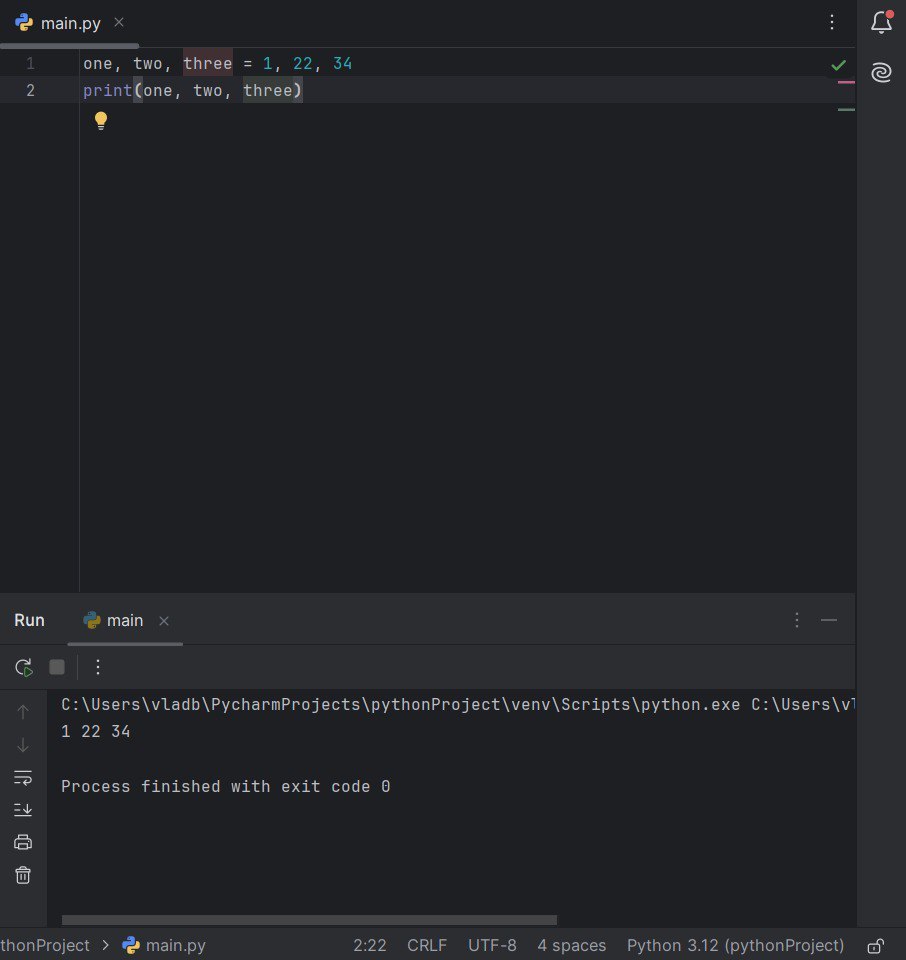 main.py
1 one, two, three = 1, 22, 34
2 print(one, two, three)
Run main
C:\Users\vladb\PycharmProjects\pythonProject\venv\Scripts\python.exe C:\Users\vl
1 22 34
Process finished with exit code 0
thonProject > main.py 2:22 CRLF UTF-8 4 spaces Python 3.12 (pythonProject)